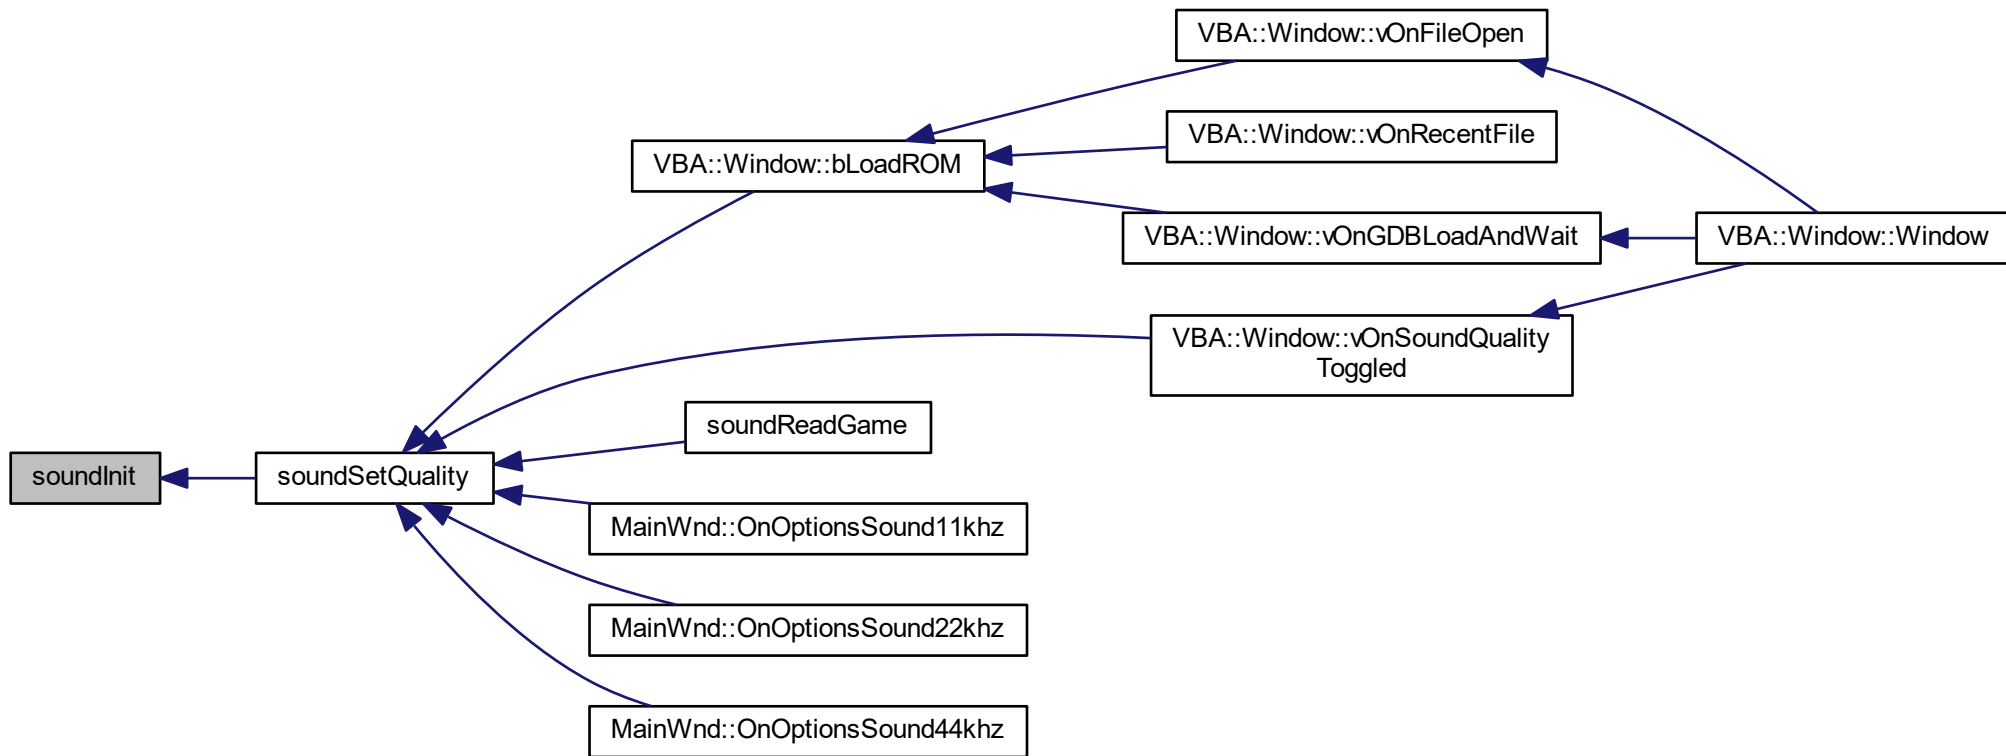 VBA::Window::vOnFileOpen
VBA::Window::vOnRecentFile
VBA::Window::bLoadROM
VBA::Window::vOnGDBLoadAndWait
VBA::Window::Window
VBA::Window::vOnSoundQuality
Toggled
soundReadGame
soundInit
soundSetQuality
MainWnd::OnOptionsSound11khz
MainWnd::OnOptionsSound22khz
MainWnd::OnOptionsSound44khz